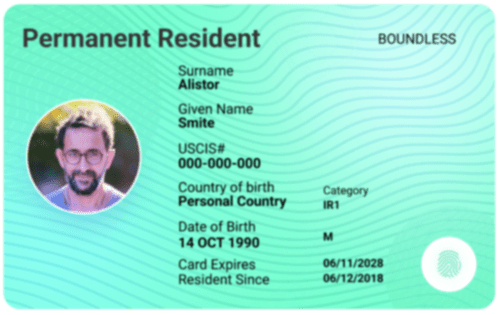 Permanent Resident
BOUNDLESS
Surname
Alistor
Given Name
Smite
USCIS#
000-000-000
Country of birth
Personal Country
Category
IR1
Date of Birth
14 OCT 1990
M
Card Expires
06/11/2028
Resident Since
06/12/2018